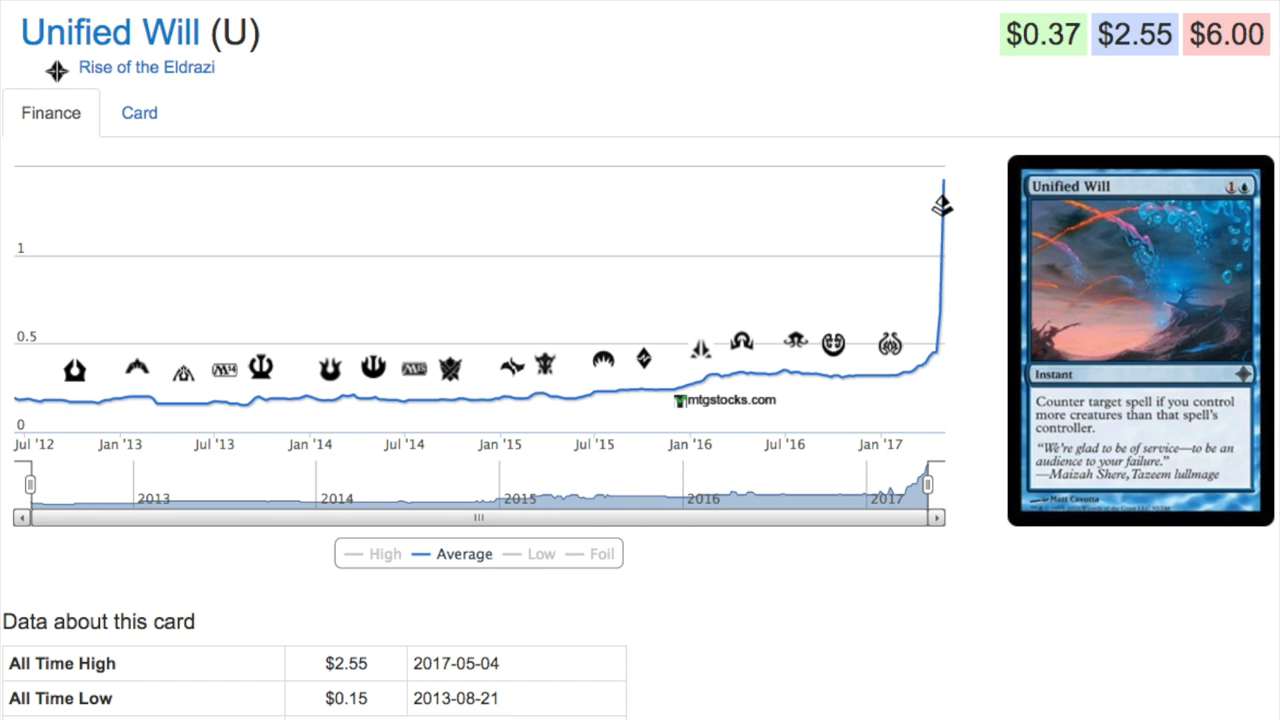 Unified Will (U)
$0.37 $2.55 $6.00
Rise of the Eldrazi
Finance Card
1
0.5
0
M14
M15
mtgstocks.com
Jul '12 Jan '13 Jul '13 Jan '14 Jul '14 Jan '15 Jul '15 Jan '16 Jul '16 Jan '17
2013 2014 2015 2016 2017
High Average Low Foil
Unified Will 1
Instant
Counter target spell if you control
more creatures than that spell's
controller.
"We're glad to be of service—to be an
audience to your failure."
—Maizah Shere, Tazeem lullmage
Matt Cavotta
Data about this card
All Time High $2.55 2017-05-04
All Time Low $0.15 2013-08-21